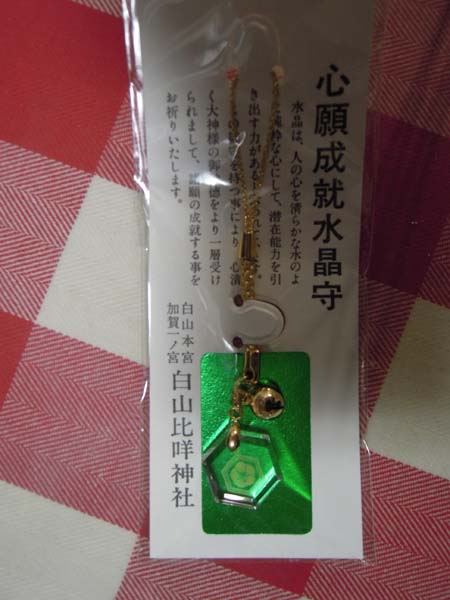 心願成就水晶守
水晶は、人の心を清らかな水のよ
純粋な心にして、潜在能力を引
き出す力がある
持つ事により、心清
く大神様の御
徳をより一層受け
られまして、諸願の成就する事を
お祈りいたします。
白山本宮
加賀一ノ宮
白山比咩神社